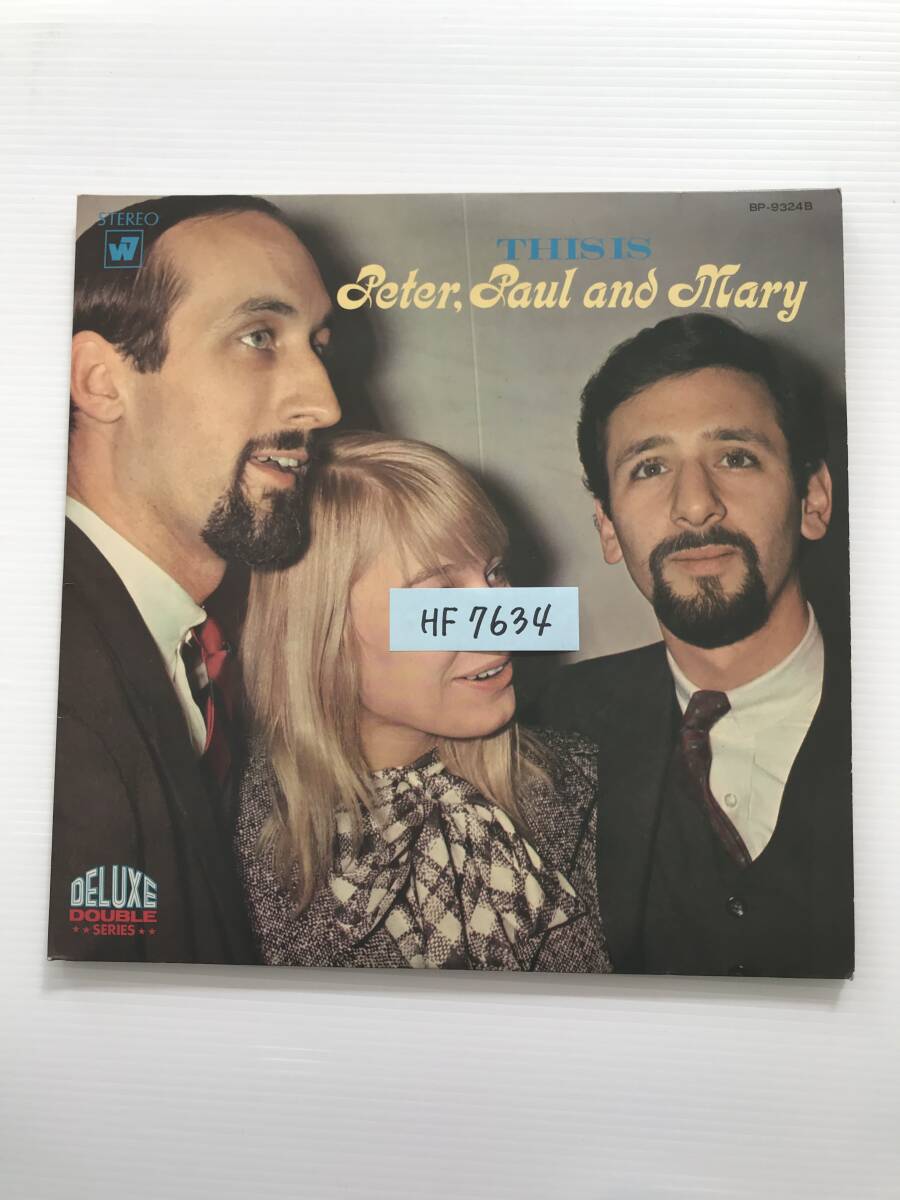 STEREO
W7
BP-9324B
THIS IS
Peter, Paul and Mary
HF 7634
DELUXE
DOUBLE
SERIES